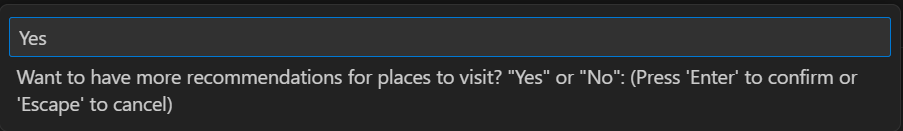 Yes
Want to have more recommendations for places to visit? "Yes" or "No": (Press 'Enter' to confirm or
'Escape' to cancel)